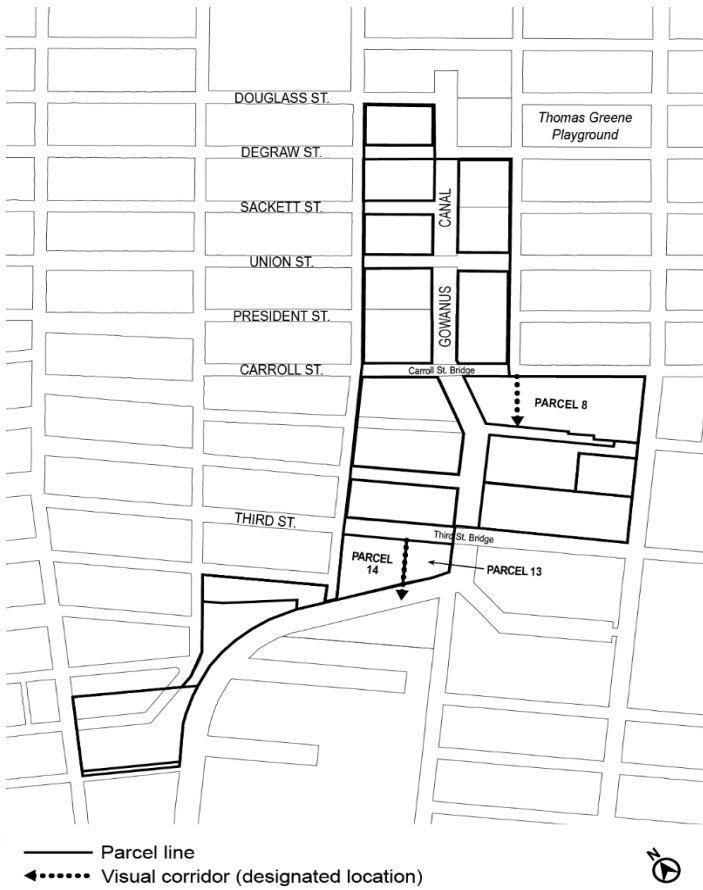 DOUGLASS ST.
Thomas Greene
Playground
DEGRAW ST.
SACKETT ST.
CANAL
UNION ST.
GOWANUS
PRESIDENT ST.
CARROLL ST.
Carroll St. Bridge
PARCEL 8
THIRD ST.
Third St. Bridge
PARCEL
14
PARCEL 13
Parcel line
Visual corridor (designated location)
N